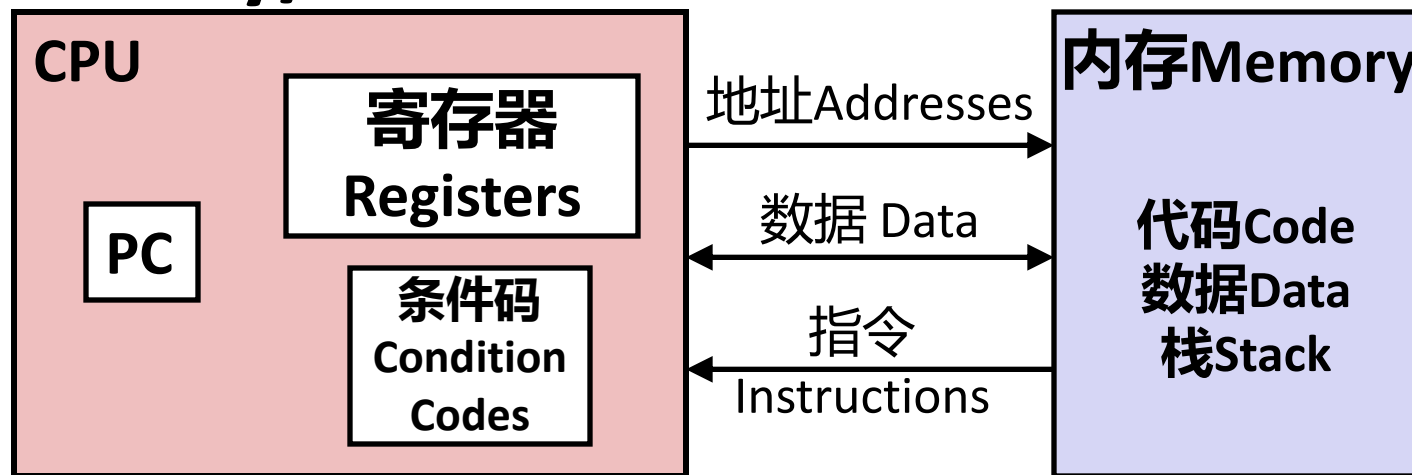 CPU
寄存器
Registers
PC
条件码
Condition
Codes
地址Addresses
数据 Data
指令
Instructions
内存Memory
代码Code
数据Data
栈Stack